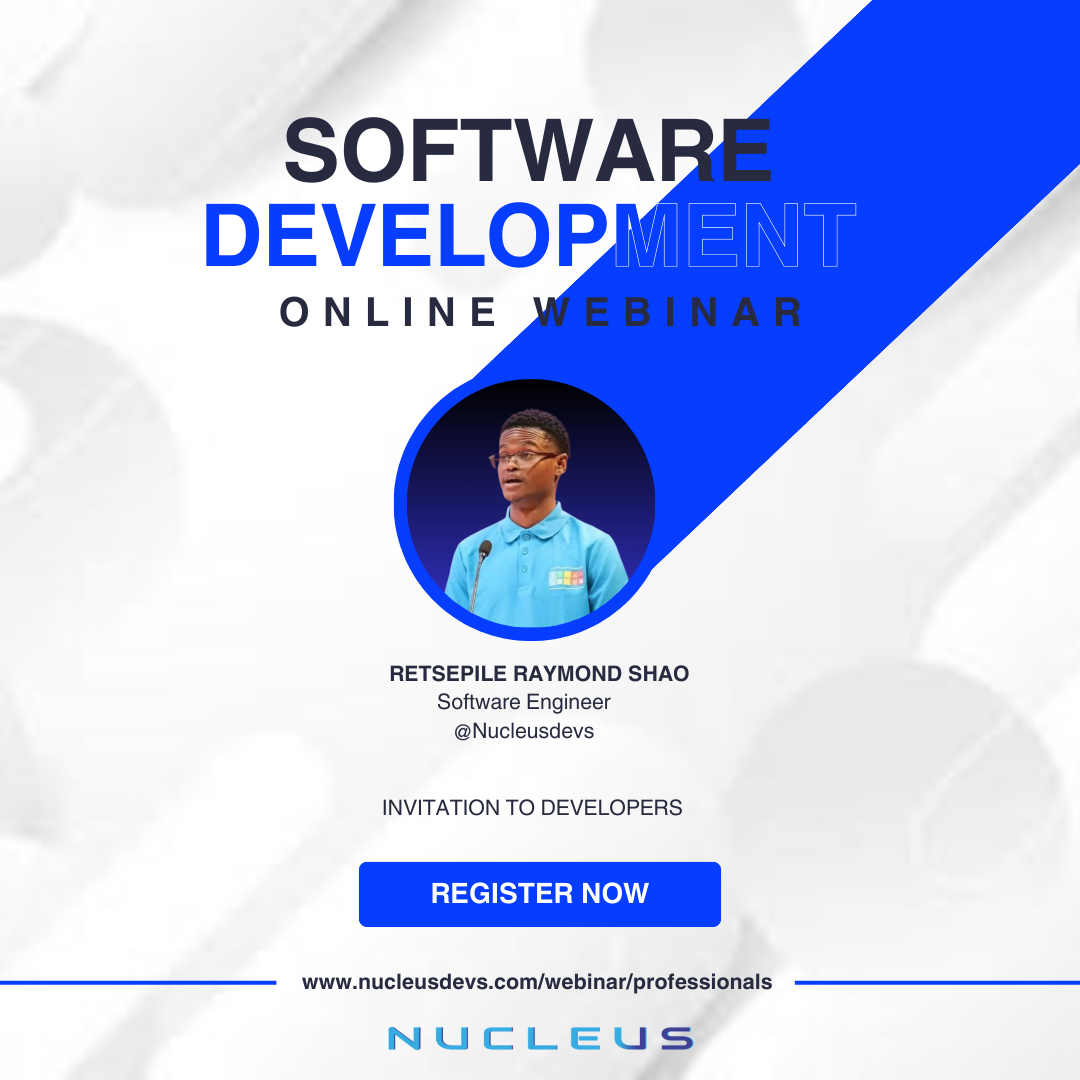 SOFTWARE
DEVELOPMENT
ONLINE WEBINAR
RETSEPILE RAYMOND SHAO
Software Engineer
@Nucleusdevs
INVITATION TO DEVELOPERS
REGISTER NOW
www.nucleusdevs.com/webinar/professionals
NUCLEUS